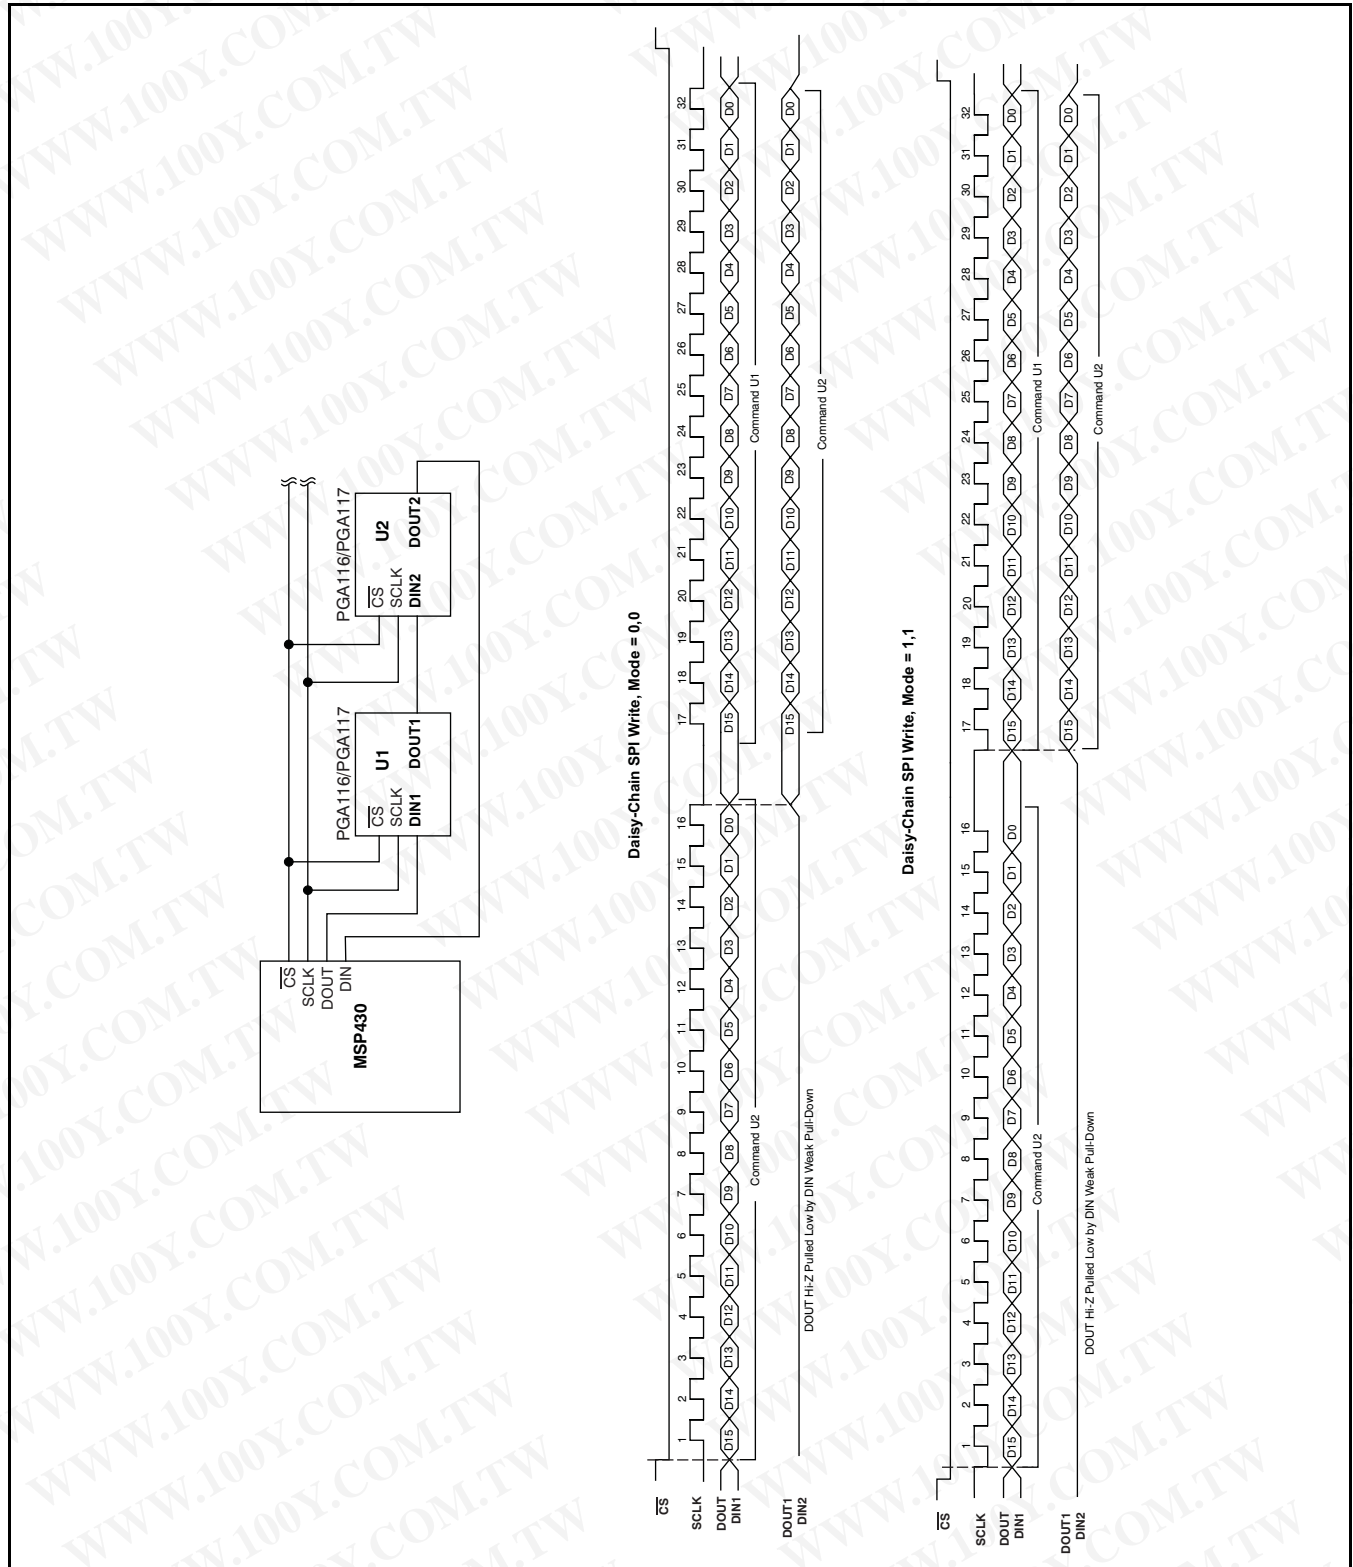 CS
SCLK
DOUT
DIN
MSP430
PGA116/PGA117
CS
SCLK
DIN1
U1
DOUT1
PGA116/PGA117
CS
SCLK
DIN2
U2
DOUT2
Daisy-Chain SPI Write, Mode = 0,0
CS
SCLK
1 2 3 4 5 6 7 8 9 10 11 12 13 14 15 16 17 18 19 20 21 22 23 24 25 26 27 28 29 30 31 32
DOUT
DIN1
D15 D14 D13 D12 D11 D10 D9 D8 D7 D6 D5 D4 D3 D2 D1 D0 D15 D14 D13 D12 D11 D10 D9 D8 D7 D6 D5 D4 D3 D2 D1 D0
Command U2 Command U1
DOUT1
DIN2
D15 D14 D13 D12 D11 D10 D9 D8 D7 D6 D5 D4 D3 D2 D1 D0
DOUT Hi-Z Pulled Low by DIN Weak Pull-Down
Command U2
Daisy-Chain SPI Write, Mode = 1,1
CS
SCLK
1 2 3 4 5 6 7 8 9 10 11 12 13 14 15 16 17 18 19 20 21 22 23 24 25 26 27 28 29 30 31 32
DOUT
DIN1
D15 D14 D13 D12 D11 D10 D9 D8 D7 D6 D5 D4 D3 D2 D1 D0 D15 D14 D13 D12 D11 D10 D9 D8 D7 D6 D5 D4 D3 D2 D1 D0
Command U2 Command U1
DOUT1
DIN2
D15 D14 D13 D12 D11 D10 D9 D8 D7 D6 D5 D4 D3 D2 D1 D0
DOUT Hi-Z Pulled Low by DIN Weak Pull-Down
Command U2
WWW.100Y.COM.TW